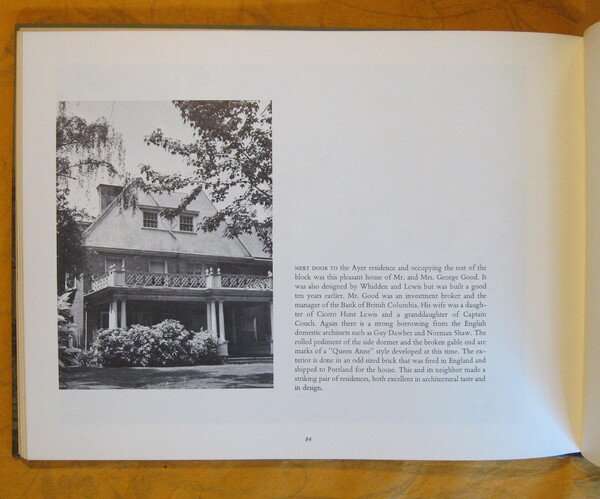 NEXT DOOR TO the Ayer residence and occupying the rest of the
block was this pleasant house of Mr. and Mrs. George Good. It
was also designed by Whidden and Lewis but was built a good
ten years earlier. Mr. Good was an investment broker and the
manager of the Bank of British Columbia. His wife was a daugh-
ter of Cicero Hunt Lewis and a granddaughter of Captain
Couch. Again there is a strong borrowing from the English
domestic architects such as Guy Dawber and Norman Shaw. The
rolled pediment of the side dormer and the broken gable end are
marks of a "Queen Anne" style developed at this time. The ex-
terior is done in an odd sized brick that was fired in England and
shipped to Portland for the house. This and its neighbor made a
striking pair of residences, both excellent in architectural taste and
in design.
94